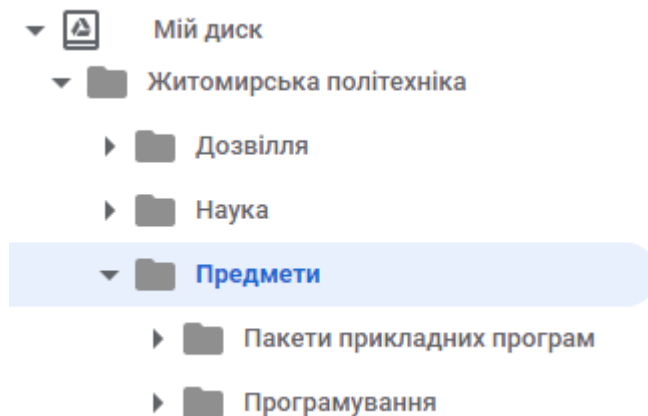 Мій диск
Житомирська політехніка
Дозвілля
Наука
Предмети
Пакети прикладних програм
Програмування